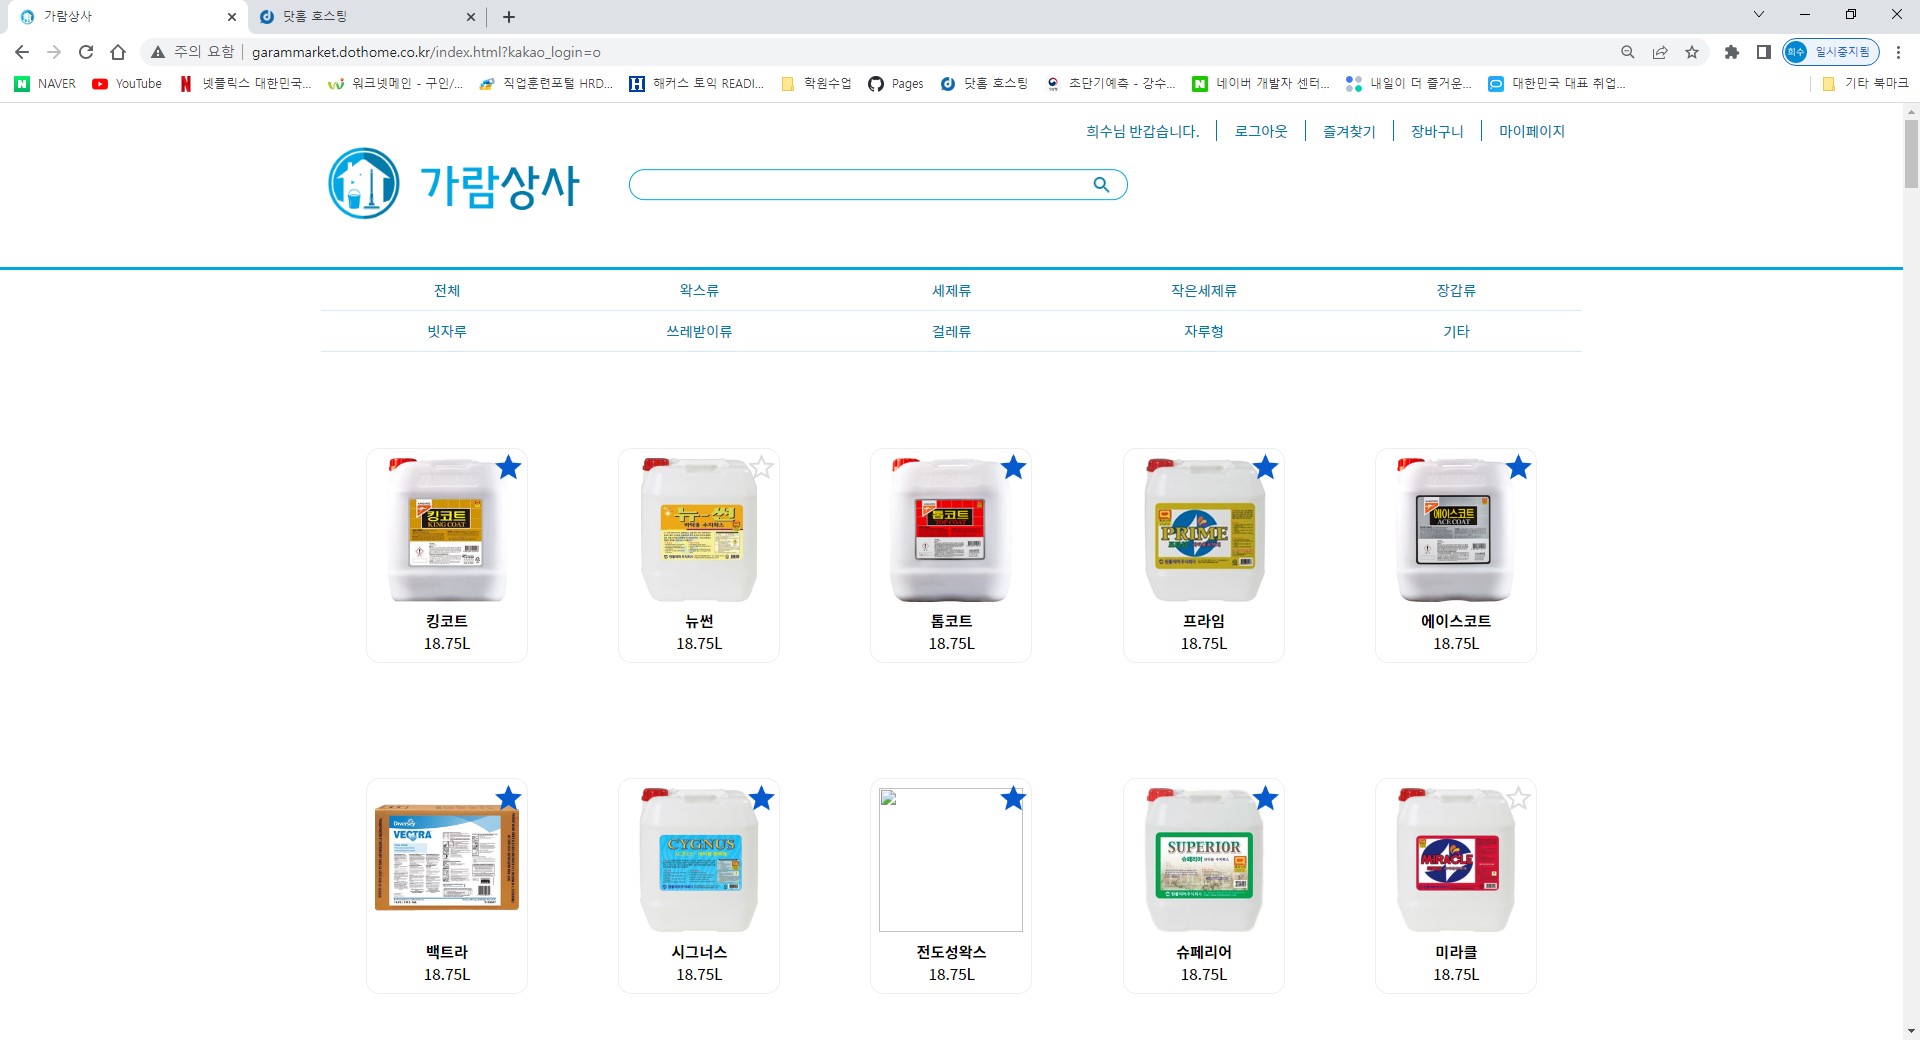 가람상사
닷홈 호스팅
주의 요함
garammarket.dothome.co.kr/index.html?kakao_login=o
희수
일시중지됨
NAVER
YouTube
넷플릭스 대한민국...
워크넷메인 - 구인/...
직업훈련포털 HRD...
해커스 토익 READI...
학원수업
Pages
닷홈 호스팅
초단기예측 - 강수...
네이버 개발자 센터...
내일이 더 즐거운...
대한민국 대표 취업...
기타 북마크
희수님 반갑습니다.
로그아웃
즐겨찾기
장바구니
마이페이지
가람상사
전체
왁스류
세제류
작은세제류
장갑류
빗자루
쓰레받이류
걸레류
자루형
기타
킹코트
KING COAT
뉴-썬
톱코트
TOP COAT
PRIME
에이스코트
ACE COAT
킹코트
뉴썬
톱코트
프라임
에이스코트
18.75L
18.75L
18.75L
18.75L
18.75L
Diversey
VECTRA
CYGNUS
SUPERIOR
슈페리어
MIRACLE
백트라
시그너스
전도성왁스
슈페리어
미라클
18.75L
18.75L
18.75L
18.75L
18.75L